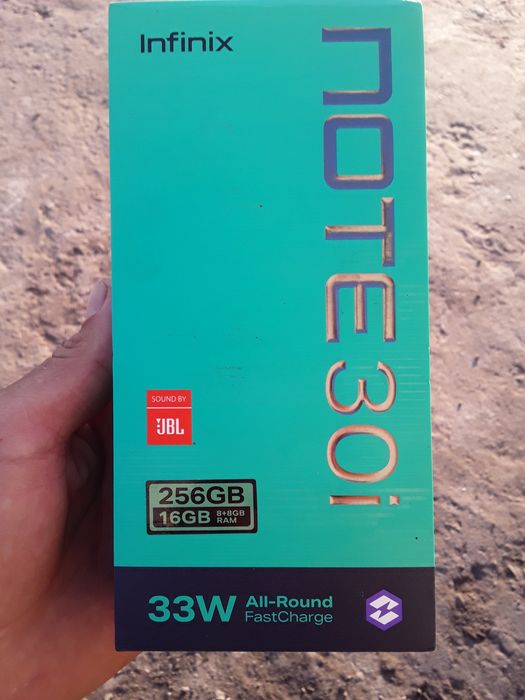 Infinix
NOTE 30i
SOUND BY
JBL
256GB
16GB 8+8GB RAM
33W All-Round FastCharge